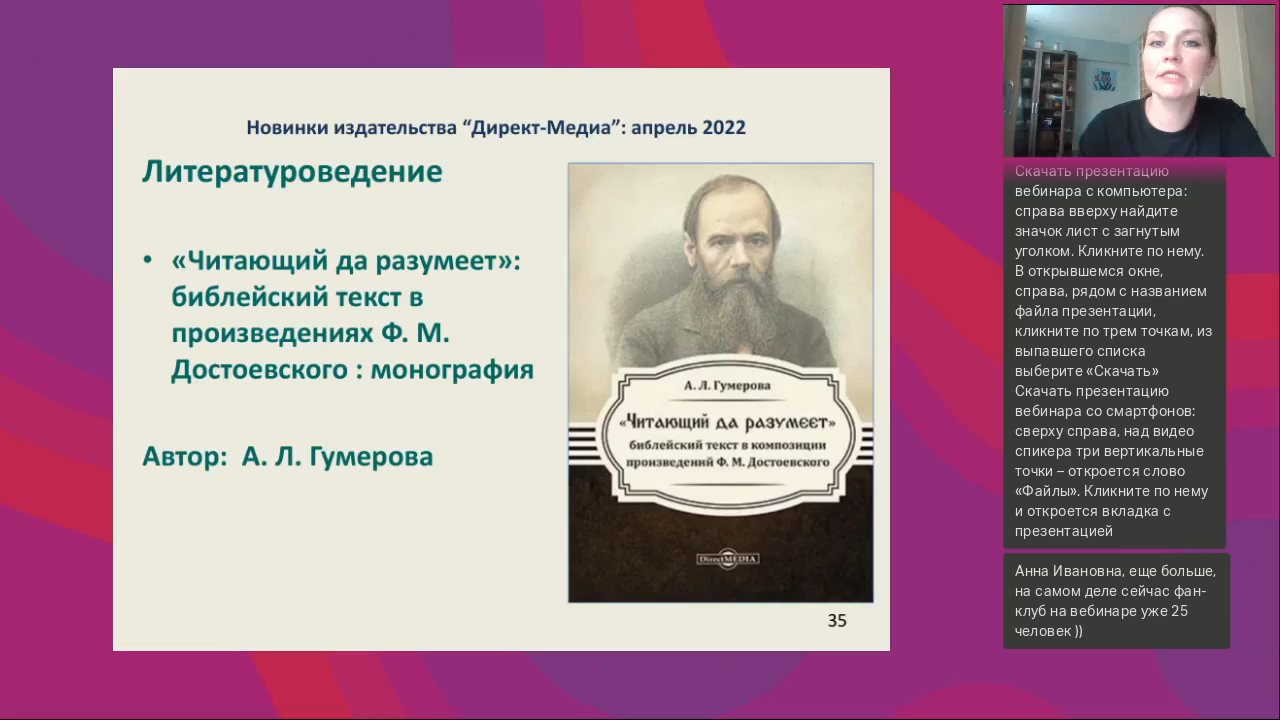 Новинки издательства “Директ-Медиа”: апрель 2022
Литературоведение
• «Читающий да разумеет»:
библейский текст в
произведениях Ф. М.
Достоевского : монография
Автор: А. Л. Гумерова
А. Л. Гумерова
«Читающий да разумеет»
библейский текст в композиции
произведений Ф. М. Достоевского
DirectMEDIA
35
Скачать презентацию
вебинара с компьютера:
справа вверху найдите
значок лист с загнутым
уголком. Кликните по нему.
В открывшемся окне,
справа, рядом с названием
файла презентации,
кликните по трем точкам, из
выпавшего списка
выберите «Скачать»
Скачать презентацию
вебинара со смартфонов:
сверху справа, над видео
спикера три вертикальные
точки – откроется слово
«Файлы». Кликните по нему
и откроется вкладка с
презентацией
Анна Ивановна, еще больше,
на самом деле сейчас фан-
клуб на вебинаре уже 25
человек ))